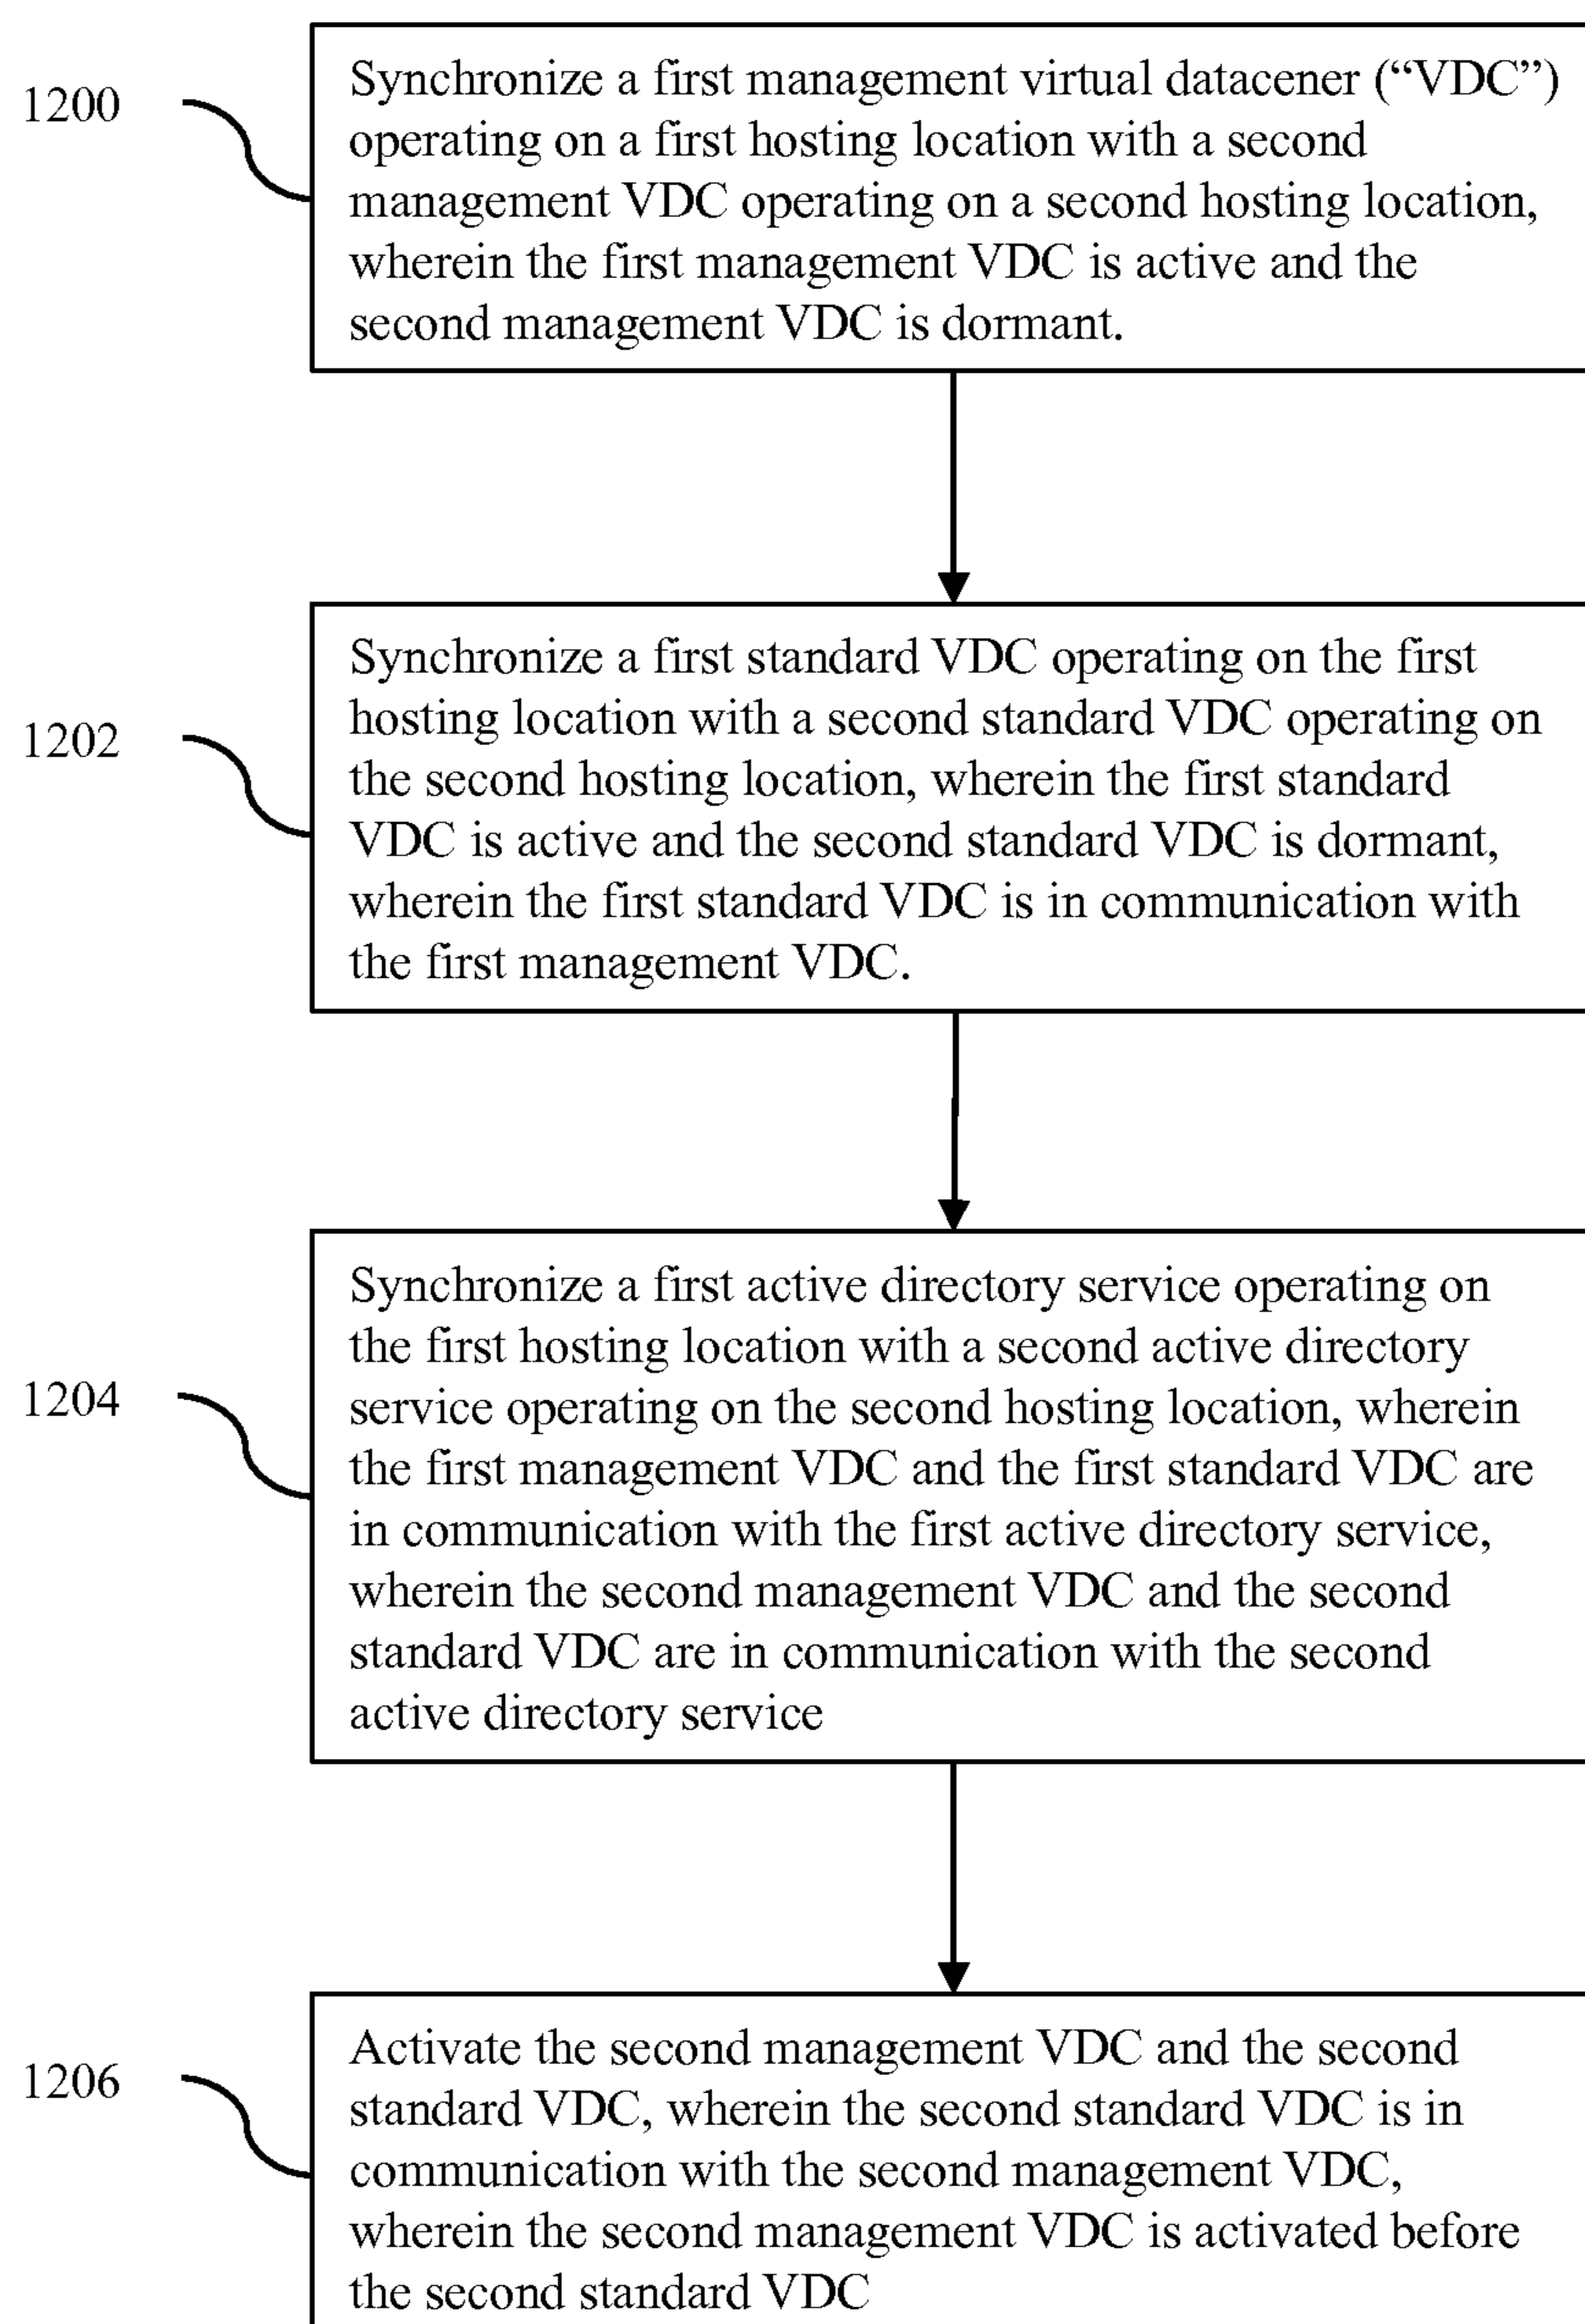 1200
Synchronize a first management virtual datacener (“VDC”)
operating on a first hosting location with a second
management VDC operating on a second hosting location,
wherein the first management VDC is active and the
second management VDC is dormant.
1202
Synchronize a first standard VDC operating on the first
hosting location with a second standard VDC operating on
the second hosting location, wherein the first standard
VDC is active and the second standard VDC is dormant,
wherein the first standard VDC is in communication with
the first management VDC.
1204
Synchronize a first active directory service operating on
the first hosting location with a second active directory
service operating on the second hosting location, wherein
the first management VDC and the first standard VDC are
in communication with the first active directory service,
wherein the second management VDC and the second
standard VDC are in communication with the second
active directory service
1206
Activate the second management VDC and the second
standard VDC, wherein the second standard VDC is in
communication with the second management VDC,
wherein the second management VDC is activated before
the second standard VDC